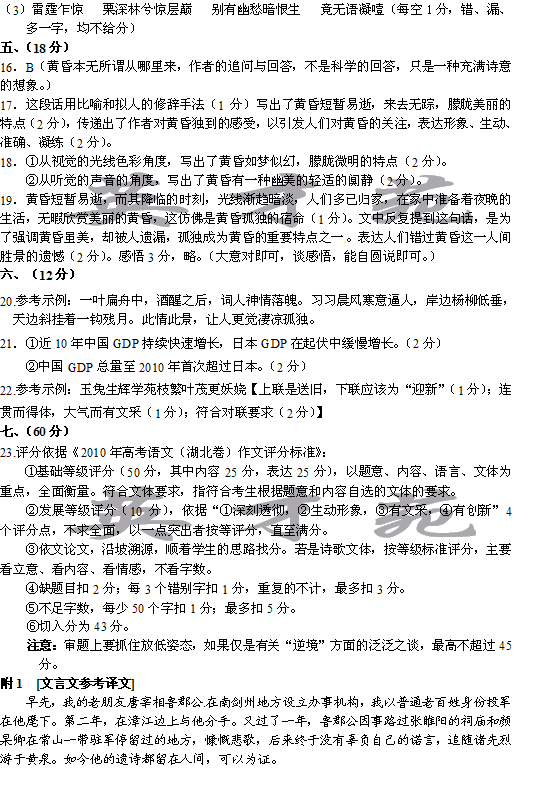 （3）雷霆乍惊　　栗深林兮惊层巅　　别有幽愁暗恨生　　竟无语凝噎（每空1分，错、漏、
多一字，均不给分）
五、（18分）
16．B（黄昏本无所谓从哪里来，作者的追问与回答，不是科学的回答，只是一种充满诗意
的想象。）
17．这段话用比喻和拟人的修辞手法（1 分）写出了黄昏短暂易逝，来去无踪，朦胧美丽的
特点（2分），传递出了作者对黄昏独到的感受，以引发人们对黄昏的关注，表达形象、生动、
准确、凝练（2分）。
18．①从视觉的光线色彩角度，写出了黄昏如梦似幻，朦胧微明的特点（2分）。
②从听觉的声音的角度，写出了黄昏有一种幽美的轻适的阒静（2分）。
19．黄昏短暂易逝，而其降临的时刻，光线渐趋暗淡，人们多已归家，在家中准备着夜晚的
生活，无暇欣赏美丽的黄昏，这仿佛是黄昏孤独的宿命（1分）。文中反复提到这句话，是为
了强调黄昏虽美，却被人遗漏，孤独成为黄昏的重要特点之一。表达人们错过黄昏这一人间
胜景的遗憾（2分）。感悟3分，略。（大意对即可，谈感悟，能自圆说即可。）
六、（12分）
20.参考示例：一叶扁舟中，酒醒之后，词人神情落魄。习习晨风寒意逼人，岸边杨柳低垂，
天边斜挂着一钩残月。此情此景，让人更觉凄凉孤独。
21．①近10年中国GDP持续快速增长，日本GDP在起伏中缓慢增长。（2分）
②中国 GDP 总量至2010年首次超过日本。（2分）
22.参考示例：玉兔生辉学苑枝繁叶茂更妖娆【上联是送旧，下联应该为“迎新”（1分）；连
贯而得体，大气而有文采（1分）；符合对联要求（2分）】
七、（60分）
23.评分依据《2010年高考语文（湖北卷）作文评分标准》：
①基础等级评分（50分，其中内容25分，表达25分），以题意、内容、语言、文体为
重点，全面衡量。符合文体要求，指符合考生根据题意和内容自选的文体的要求。
②发展等级评分（10 分），依据“①深刻透彻，②生动形象，③有文采，④有创新”4
个评分点，不求全面，以一点突出者按等评分，直至满分。
③依文论文，沿坡溯源，顺着学生的思路找分。若是诗歌文体，按等级标准评分，主要
看立意、看内容、看情感，不看字数。
④缺题目扣2分；每3个错别字扣1分，重复的不计，最多扣3分。
⑤不足字数，每少50个字扣1分；最多扣5分。
⑥切入分为43分。
注意：审题上要抓住放低姿态，如果仅是有关“逆境”方面的泛泛之谈，最高不超过45
分。
附1　[文言文参考译文]
早先，我的老朋友唐宰相鲁郡公在南剑州地方设立办事机构，我以普通老百姓身份投军
在他麾下。第二年，在漳江边上与他分手。又过了一年，鲁郡公因事路过张睢阳的祠庙和颜
杲卿在常山一带驻军停留过的地方，慷慨悲歌，后来终于没有辜负自己的诺言，追随诸先烈
游于黄泉。如今他的遗诗都留在人间，可以为证。
英才苑
英才苑